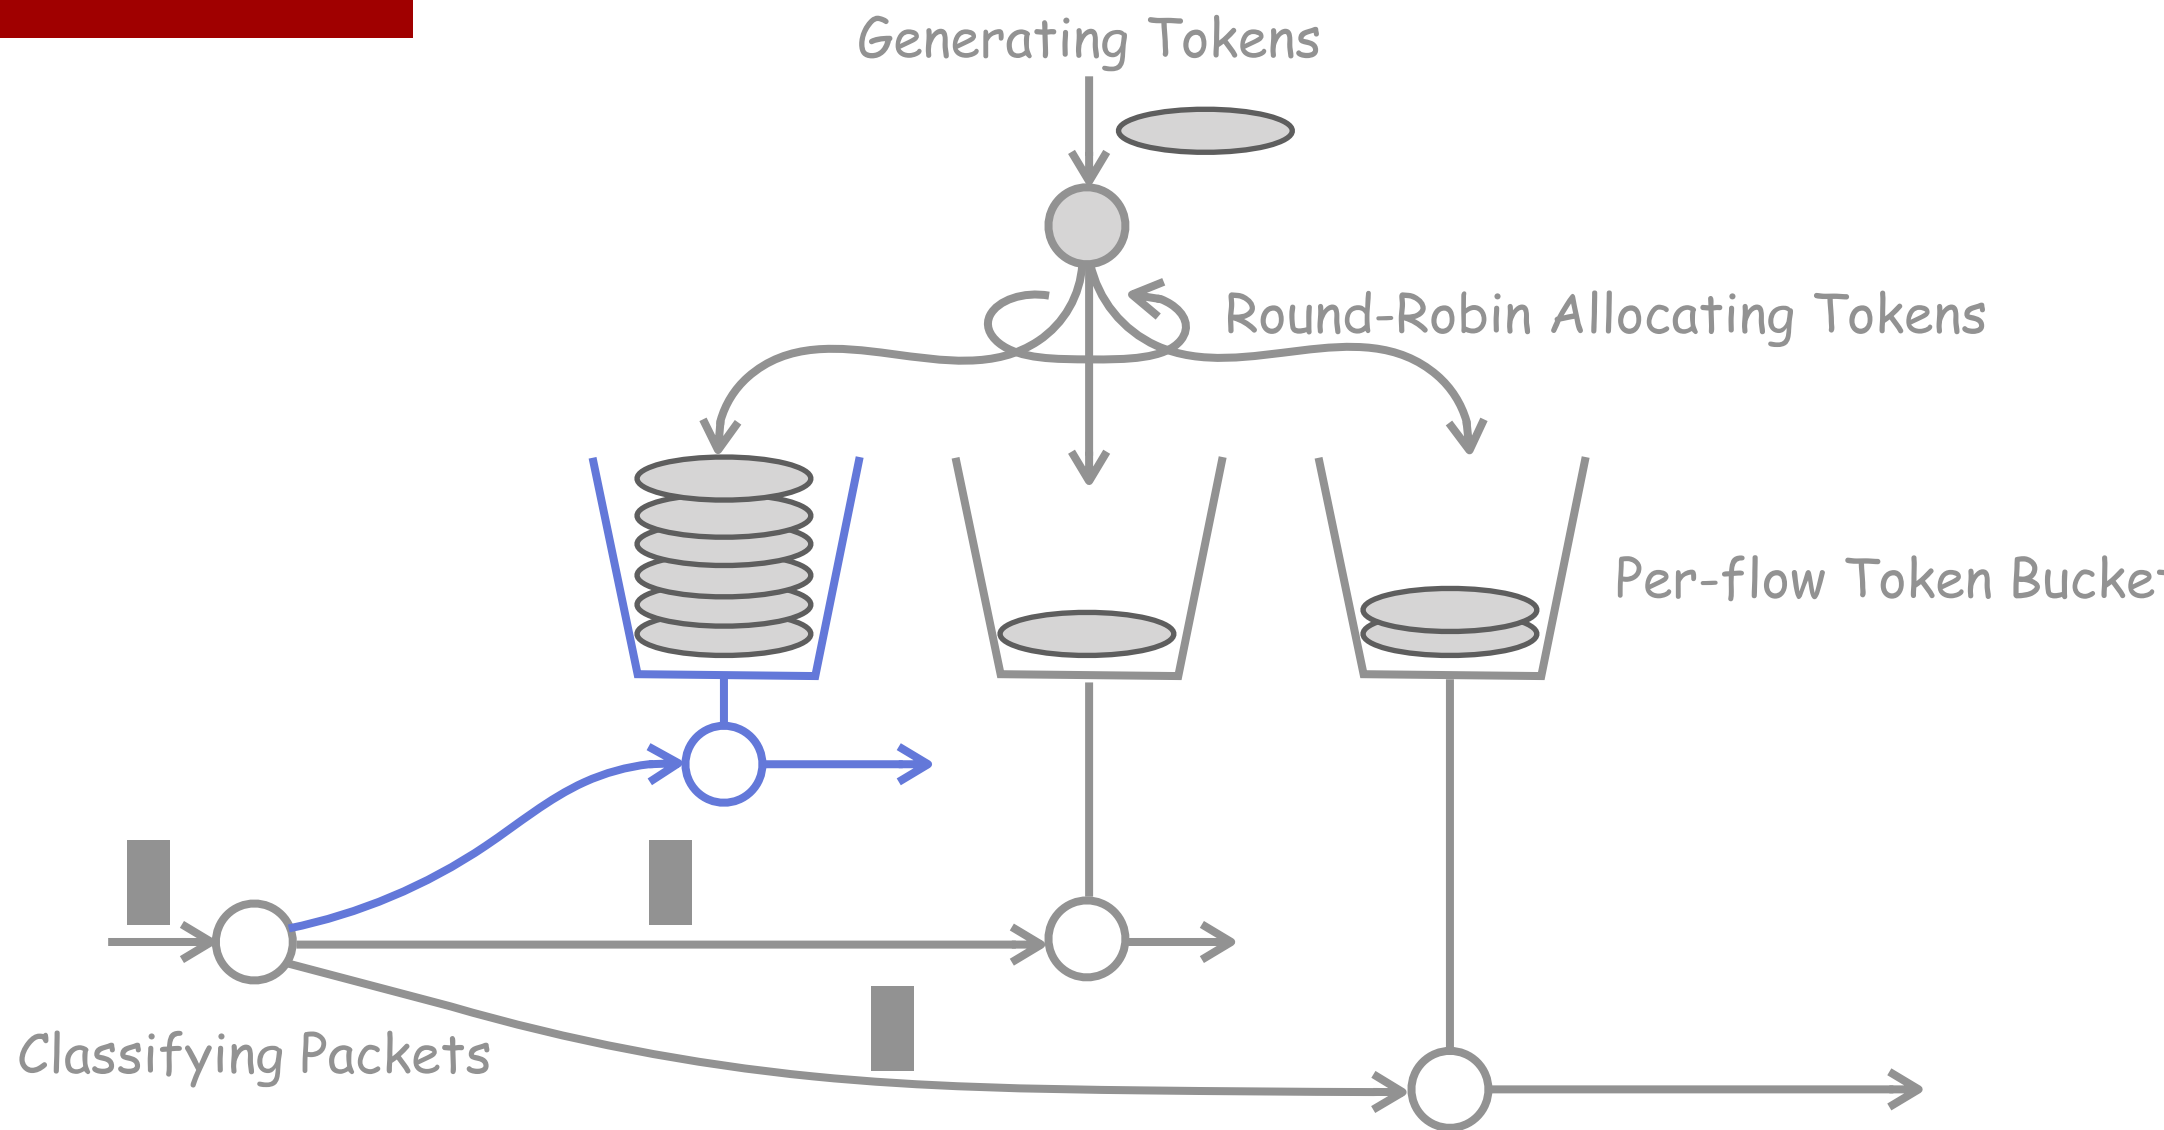 Generating Tokens
Round-Robin Allocating Tokens
Per-flow Token
Classifying Packets